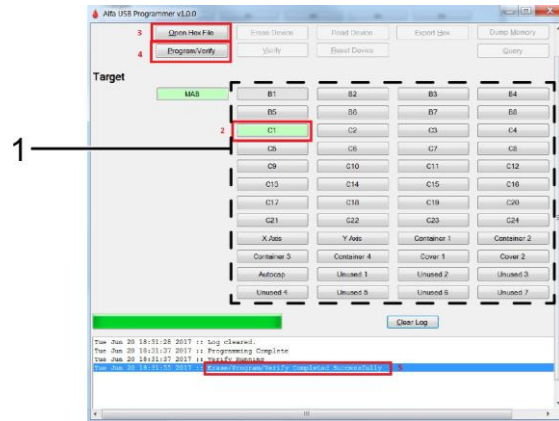 Alfa USB Programmer v1.0.0
3 Open Hex File Erase Device Read Device Export Hex Dump Memory
4 Program/Verify Verify Reset Device Query
Target
MAB B1 B2 B3 B4
B5 B6 B7 B8
2 C1 C2 C3 C4
1
C5 C6 C7 C8
C9 C10 C11 C12
C13 C14 C15 C16
C17 C18 C19 C20
C21 C22 C23 C24
X Axis Y Axis Container 1 Container 2
Container 3 Container 4 Cover 1 Cover 2
Autocap Unused 1 Unused 2 Unused 3
Unused 4 Unused 5 Unused 6 Unused 7
Clear Log
Tue Jun 20 18:31:28 2017 :: Log cleared.
Tue Jun 20 18:31:37 2017 :: Programming Complete
Tue Jun 20 18:31:37 2017 :: Verify Running
Tue Jun 20 18:31:55 2017 :: Erase/Program/Verify Completed Successfully 5